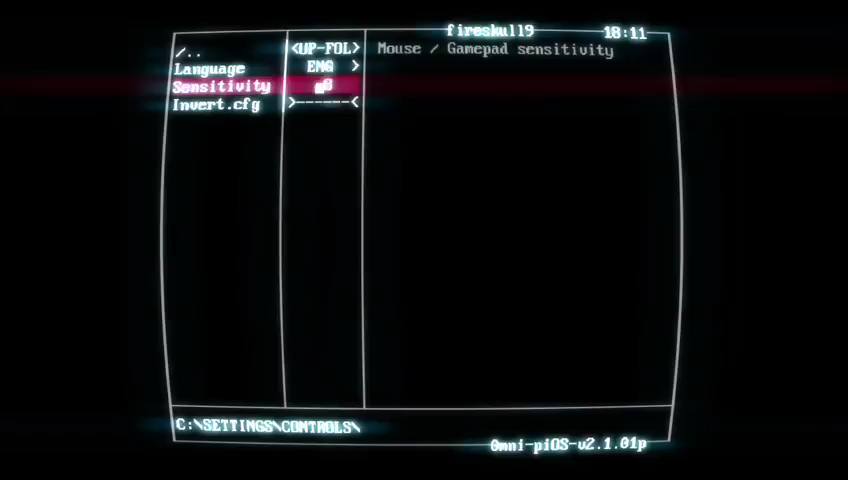 fireskull9 18:11
/.. <UP-FOL> Mouse / Gamepad sensitivity
Language ENG >
Sensitivity
Invert.cfg >------<
C:\SETTINGS\CONTROLS\
Omni-piOS-v2.1.01p